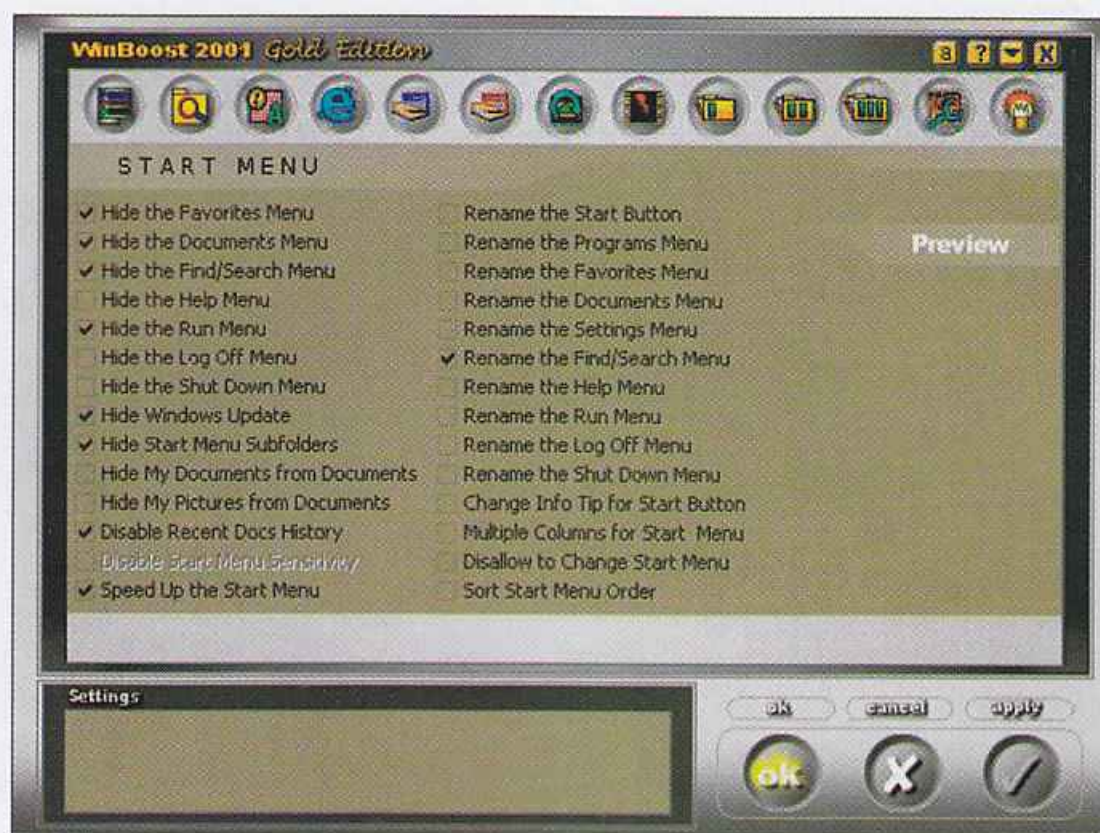 WinBoost 2001 Gold Edition
a ? X
START MENU
Hide the Favorites Menu
Hide the Documents Menu
Hide the Find/Search Menu
Hide the Help Menu
Hide the Run Menu
Hide the Log Off Menu
Hide the Shut Down Menu
Hide Windows Update
Hide Start Menu Subfolders
Hide My Documents from Documents
Hide My Pictures from Documents
Disable Recent Docs History
Disable Start Menu Sensitivity
Speed Up the Start Menu
Rename the Start Button
Rename the Programs Menu
Rename the Favorites Menu
Rename the Documents Menu
Rename the Settings Menu
Rename the Find/Search Menu
Rename the Help Menu
Rename the Run Menu
Rename the Log Off Menu
Rename the Shut Down Menu
Change Info Tip for Start Button
Multiple Columns for Start Menu
Disallow to Change Start Menu
Sort Start Menu Order
Preview
Settings
ok cancel apply
ok